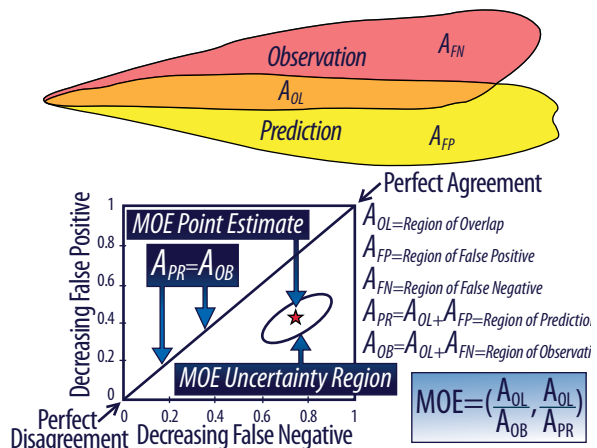 Observation
A_FN
A_OL
Prediction
A_FP
Perfect Agreement
MOE Point Estimate
A_PR=A_OB
MOE Uncertainty Region
Decreasing False Positive
1
0.8
0.6
0.4
0.2
0
0
0.2
0.4
0.6
0.8
1
Decreasing False Negative
Perfect
Disagreement
A_OL=Region of Overlap
A_FP=Region of False Positive
A_FN=Region of False Negative
A_PR=A_OL+A_FP=Region of Prediction
A_OB=A_OL+A_FN=Region of Observati
MOE=(A_OL/A_OB, A_OL/A_PR)